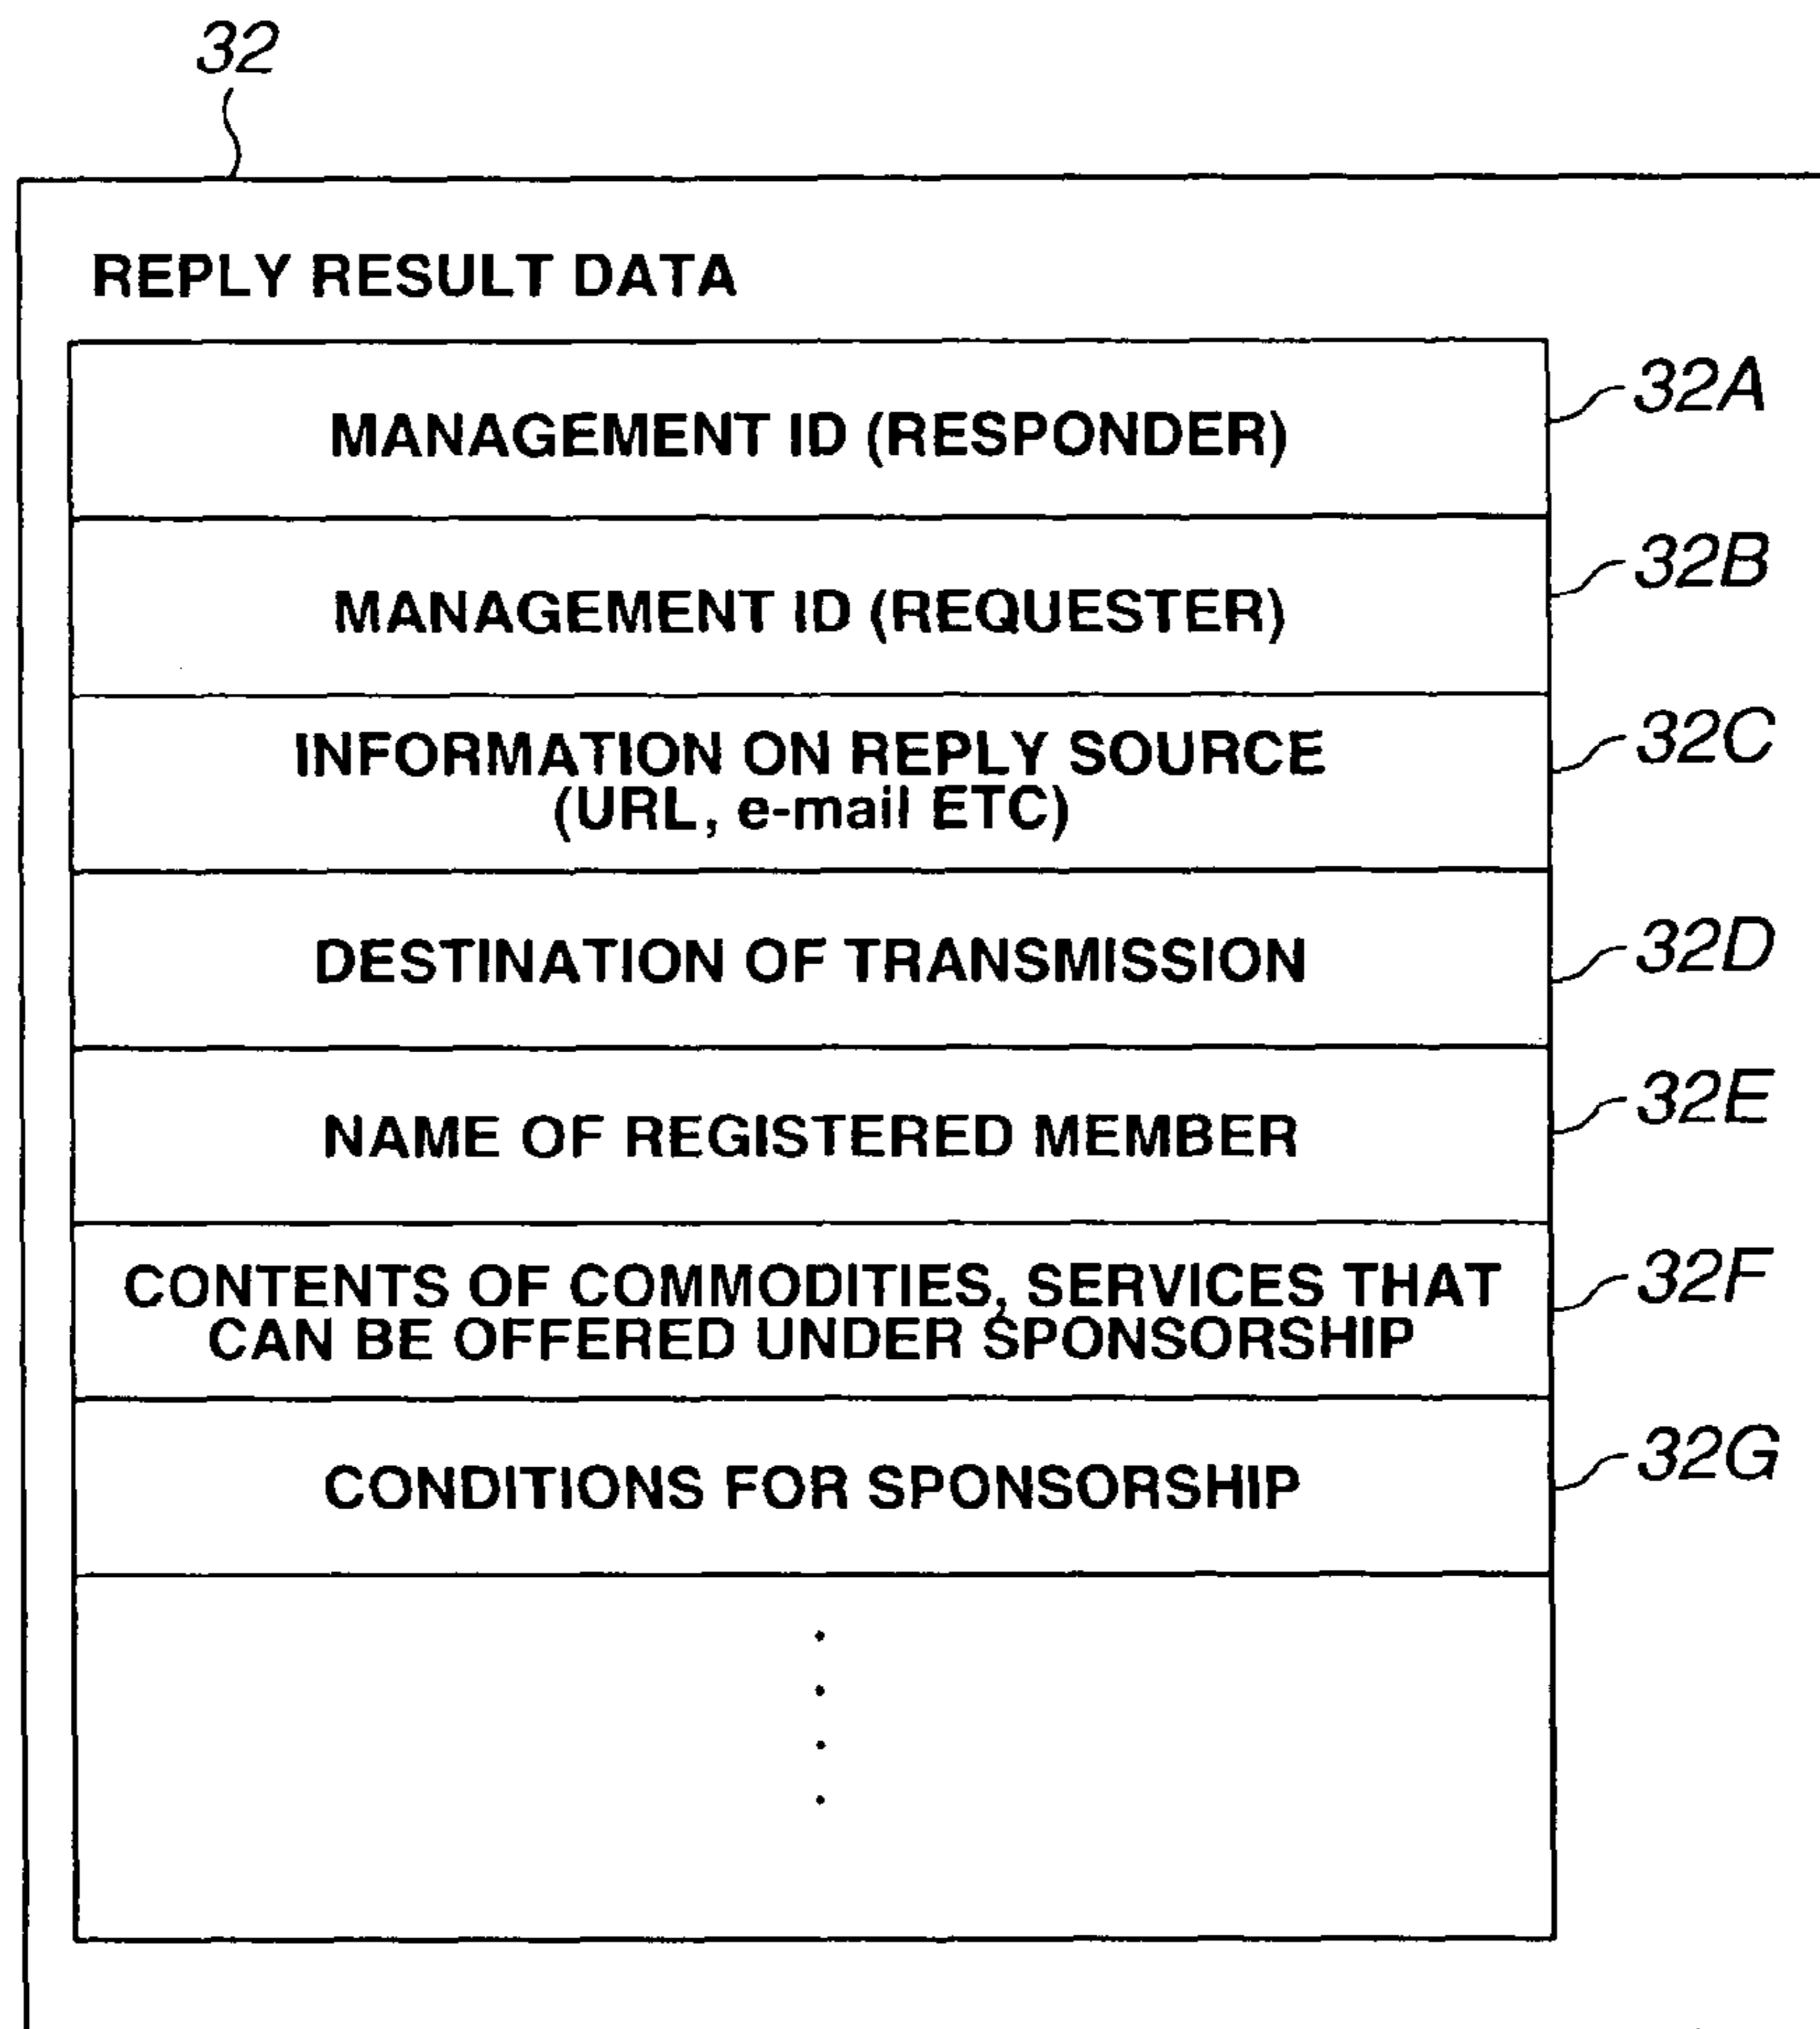 32
REPLY RESULT DATA
MANAGEMENT ID (RESPONDER)
32A
MANAGEMENT ID (REQUESTER)
32B
INFORMATION ON REPLY SOURCE
(URL, e-mail ETC)
32C
DESTINATION OF TRANSMISSION
32D
NAME OF REGISTERED MEMBER
32E
CONTENTS OF COMMODITIES, SERVICES THAT
CAN BE OFFERED UNDER SPONSORSHIP
32F
CONDITIONS FOR SPONSORSHIP
32G